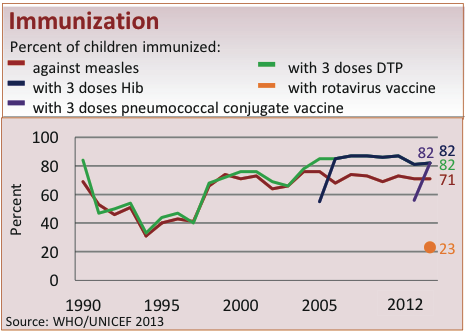 Immunization
Percent of children immunized:
against measles
with 3 doses DTP
with 3 doses Hib
with rotavirus vaccine
with 3 doses pneumococcal conjugate vaccine
100
80
60
40
20
0
Percent
82 82
82
71
23
1990 1995 2000 2005 2012
Source: WHO/UNICEF 2013